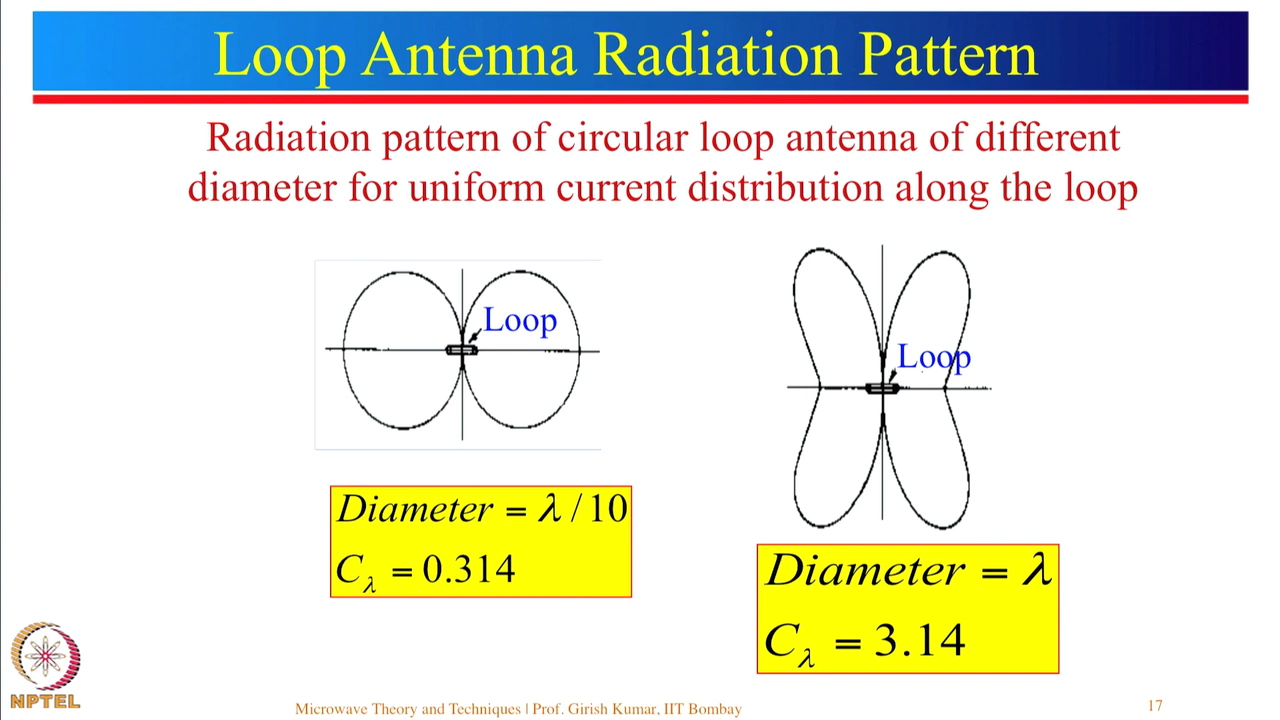 Loop Antenna Radiation Pattern
Radiation pattern of circular loop antenna of different
diameter for uniform current distribution along the loop
Loop
Loop
Diameter = λ / 10
C_λ = 0.314
Diameter = λ
C_λ = 3.14
NPTEL
Microwave Theory and Techniques | Prof. Girish Kumar, IIT Bombay
17